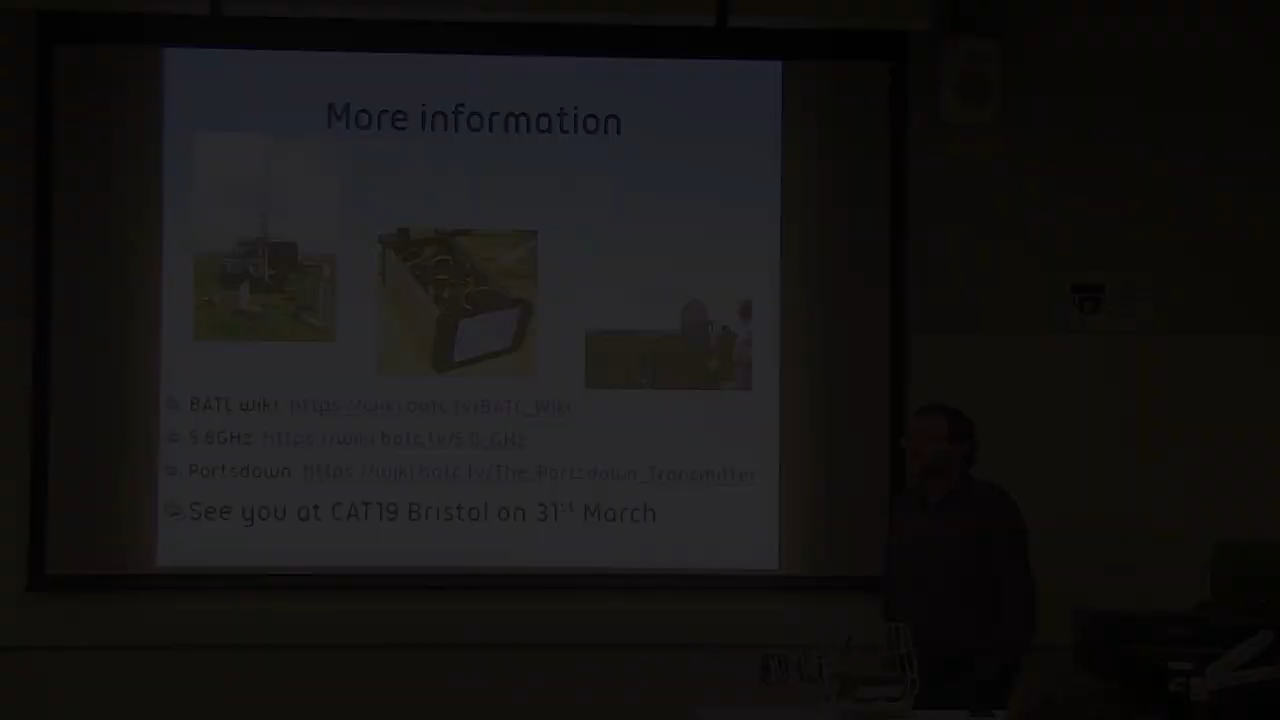 More information
BATC wiki: https://wiki.batc.tv/BATC_Wiki
5.6GHz https://wiki.batc.tv/5.6_GHz
Portsdown https://wiki.batc.tv/The_Portsdown_Transmitter
See you at CAT19 Bristol on 31st March